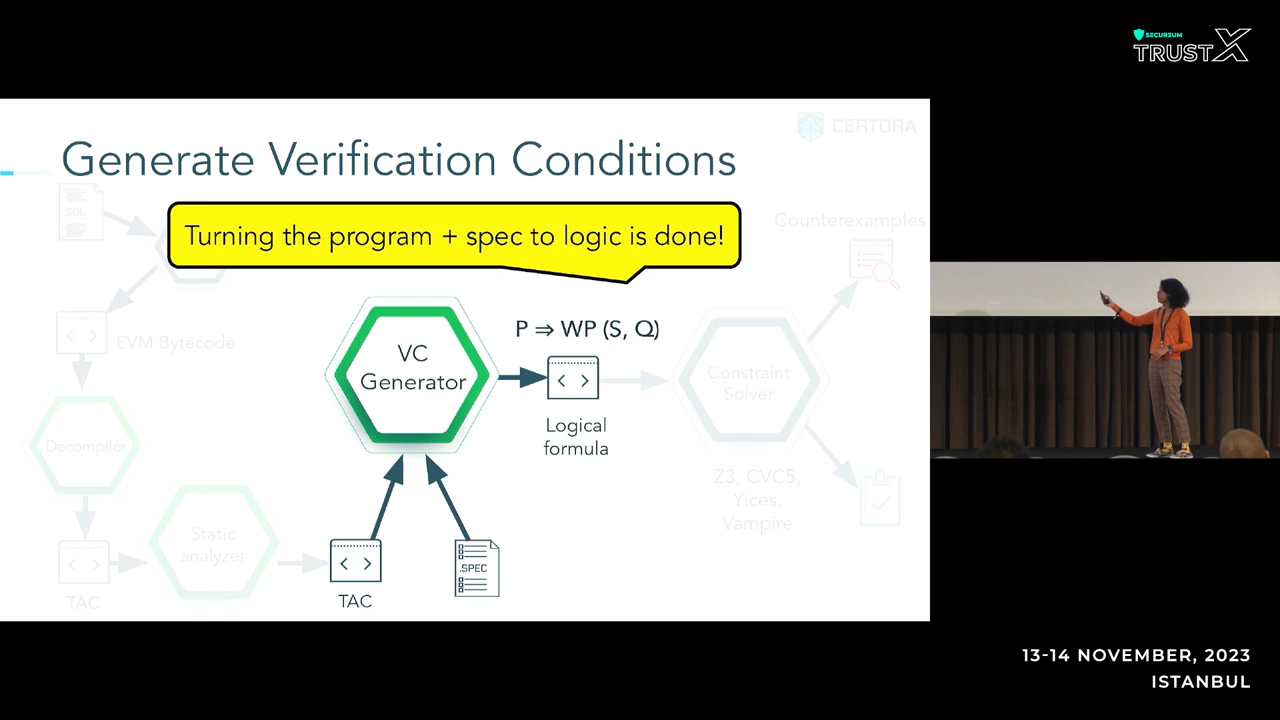 SECUREUM
TRUSTX
CERTORA
Generate Verification Conditions
.SOL
Turning the program + spec to logic is done!
Counterexamples
EVM Bytecode
VC
Generator
P ⇒ WP (S, Q)
Constraint
Solver
Logical
formula
Decompiler
Z3, CVC5,
Yices,
Vampire
Static
analyzer
.SPEC
TAC
TAC
13-14 NOVEMBER, 2023
ISTANBUL